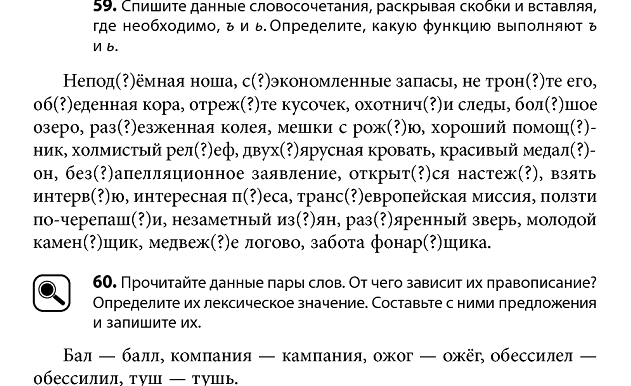 59. Спишите данные словосочетания, раскрывая скобки и вставляя,
где необходимо, ъ и ь. Определите, какую функцию выполняют ъ
и ь.
Непод(?)ёмная ноша, с(?)экономленные запасы, не трон(?)те его,
об(?)еденная кора, отреж(?)те кусочек, охотнич(?)и следы, бол(?)шое
озеро, раз(?)езженная колея, мешки с рож(?)ю, хороший помощ(?)-
ник, холмистый рел(?)еф, двух(?)ярусная кровать, красивый медал(?)-
он, без(?)апелляционное заявление, открыт(?)ся настеж(?), взять
интерв(?)ю, интересная п(?)еса, транс(?)европейская миссия, ползти
по-черепаш(?)и, незаметный из(?)ян, раз(?)яренный зверь, молодой
камен(?)щик, медвеж(?)е логово, забота фонар(?)щика.
60. Прочитайте данные пары слов. От чего зависит их правописание?
Определите их лексическое значение. Составьте с ними предложения
и запишите их.
Бал — балл, компания — кампания, ожог — ожёг, обессилел —
обессилил, туш — тушь.